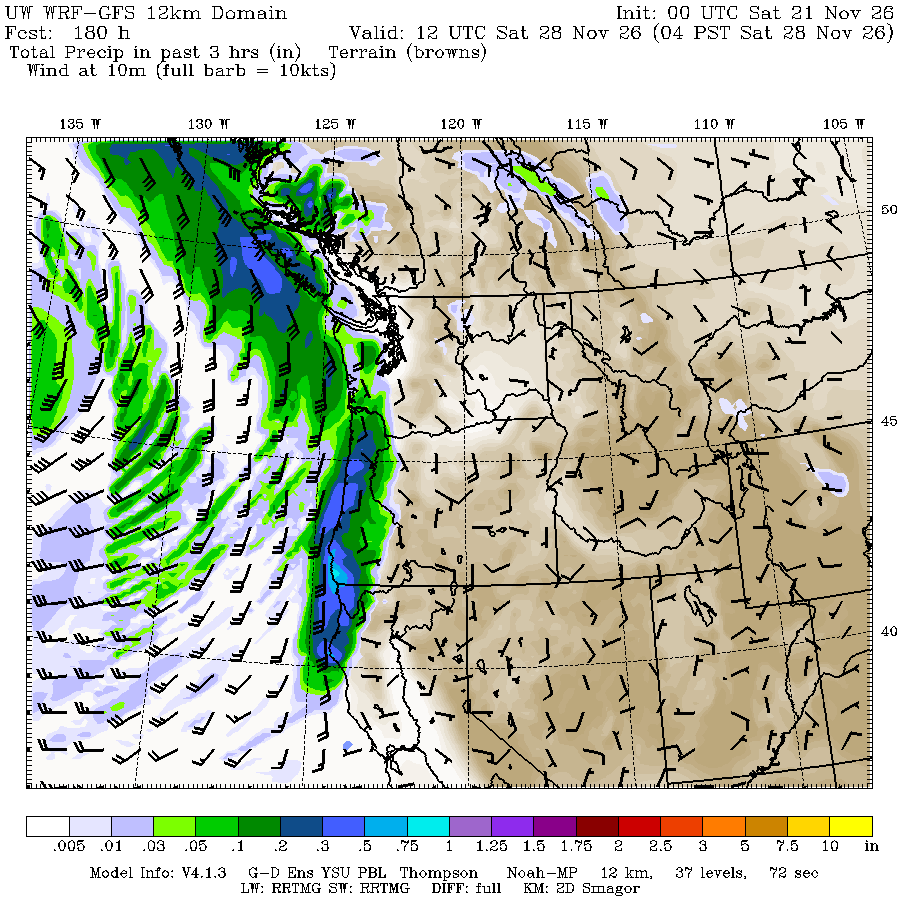 UW WRF-GFS 12km Domain Init: 00 UTC Sat 21 Nov 26
Fcst: 180 h Valid: 12 UTC Sat 28 Nov 26 (04 PST Sat 28 Nov 26)
Total Precip in past 3 hrs (in) Terrain (browns)
Wind at 10m (full barb = 10kts)
135 W 130 W 125 W 120 W 115 W 110 W 105 W
50
45
40
.005 .01 .03 .05 .1 .2 .3 .5 .75 1 1.25 1.5 1.75 2 2.5 3 5 7.5 10 in
Model Info: V4.1.3 G-D Ens YSU PBL Thompson Noah-MP 12 km, 37 levels, 72 sec
LW: RRTMG SW: RRTMG DIFF: full KM: 2D Smagor